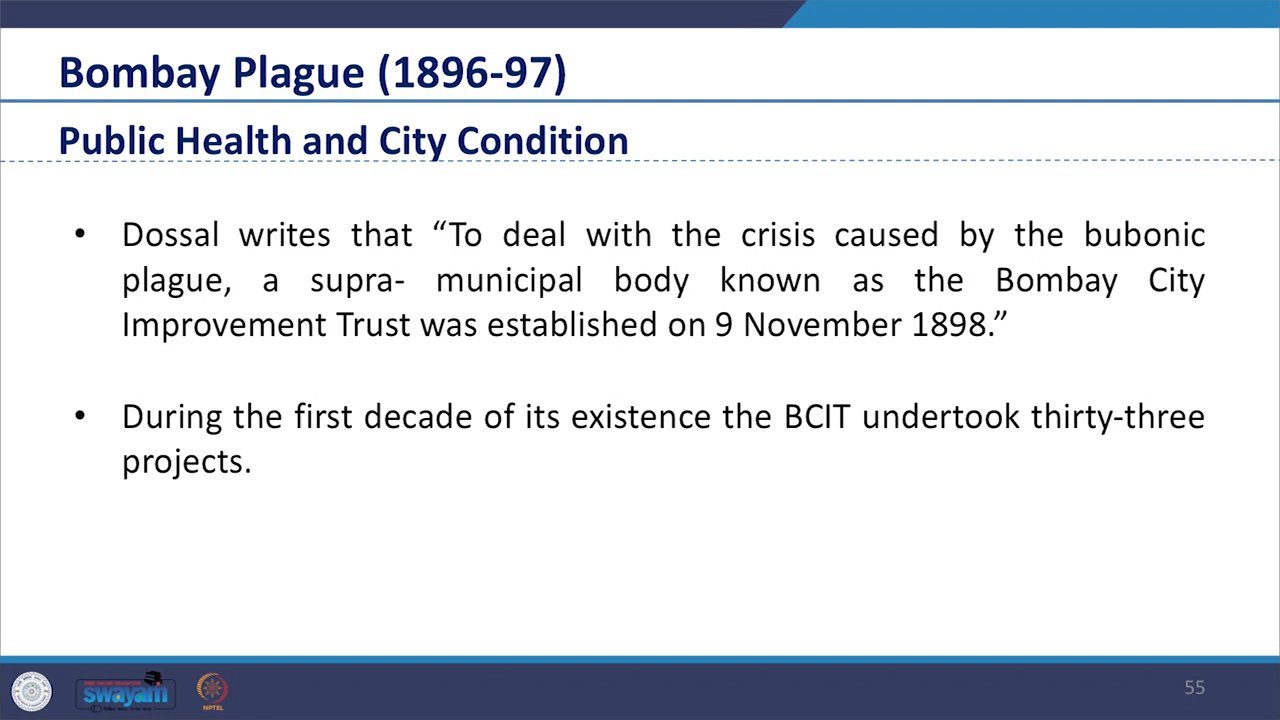 Bombay Plague (1896-97)
Public Health and City Condition
• Dossal writes that “To deal with the crisis caused by the bubonic
plague, a supra- municipal body known as the Bombay City
Improvement Trust was established on 9 November 1898.”
• During the first decade of its existence the BCIT undertook thirty-three
projects.
swayam
NPTEL
55